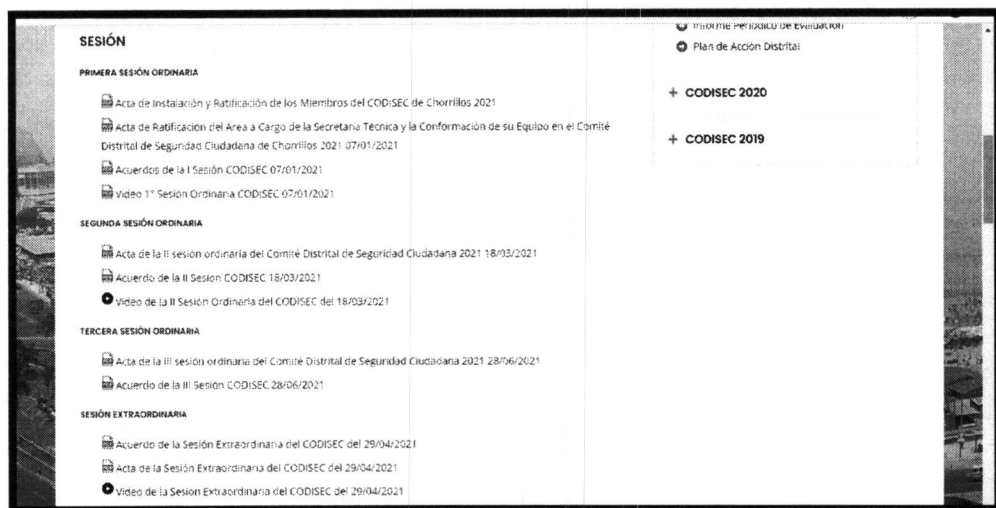 SESIÓN
PRIMERA SESIÓN ORDINARIA
Acta de Instalación y Ratificación de los Miembros del CODISEC de Chorrillos 2021
Acta de Ratificación del Área a Cargo de la Secretaría Técnica y la Conformación de su Equipo en el Comité
Distrital de Seguridad Ciudadana de Chorrillos 2021 07/01/2021
Acuerdos de la I Sesión CODISEC 07/01/2021
Video 1° Sesión Ordinaria CODISEC 07/01/2021
SEGUNDA SESIÓN ORDINARIA
Acta de la II sesión ordinaria del Comité Distrital de Seguridad Ciudadana 2021 18/03/2021
Acuerdo de la II Sesion CODISEC 18/03/2021
Video de la II Sesión Ordinaria del CODISEC del 18/03/2021
TERCERA SESIÓN ORDINARIA
Acta de la III sesión ordinaria del Comité Distrital de Seguridad Ciudadana 2021 28/06/2021
Acuerdo de la III Sesión CODISEC 28/06/2021
SESIÓN EXTRAORDINARIA
Acuerdo de la Sesión Extraordinaria del CODISEC del 29/04/2021
Acta de la Sesión Extraordinaria del CODISEC del 29/04/2021
Video de la Sesión Extraordinaria del CODISEC del 29/04/2021
Informe Periódico de Evaluación
Plan de Acción Distrital
+ CODISEC 2020
+ CODISEC 2019